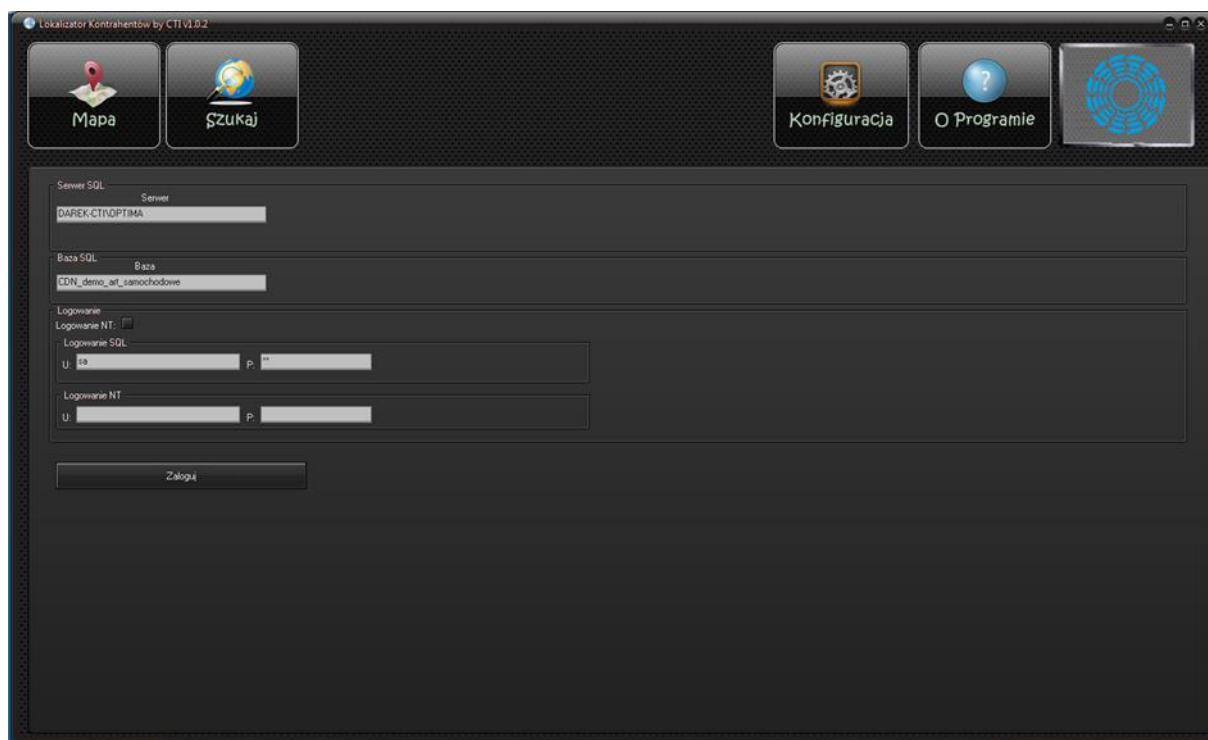 Lokalizator Kontrahentów by CTI v1.0.2
Mapa
Szukaj
Konfiguracja
? O Programie
Serwer SQL
Serwer
DAREK-CTI\OPTIMA
Baza SQL
Baza
CDN_demo_art_samochodowe
Logowanie
Logowanie NT:
Logowanie SQL
U: sa P: **
Logowanie NT
U: P:
Zaloguj